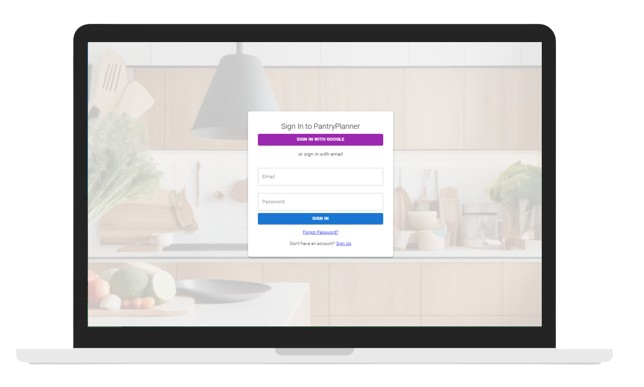 Sign In to PantryPlanner
SIGN IN WITH GOOGLE
or sign in with email
Email
Password
SIGN IN
Forgot Password?
Don't have an account? Sign Up